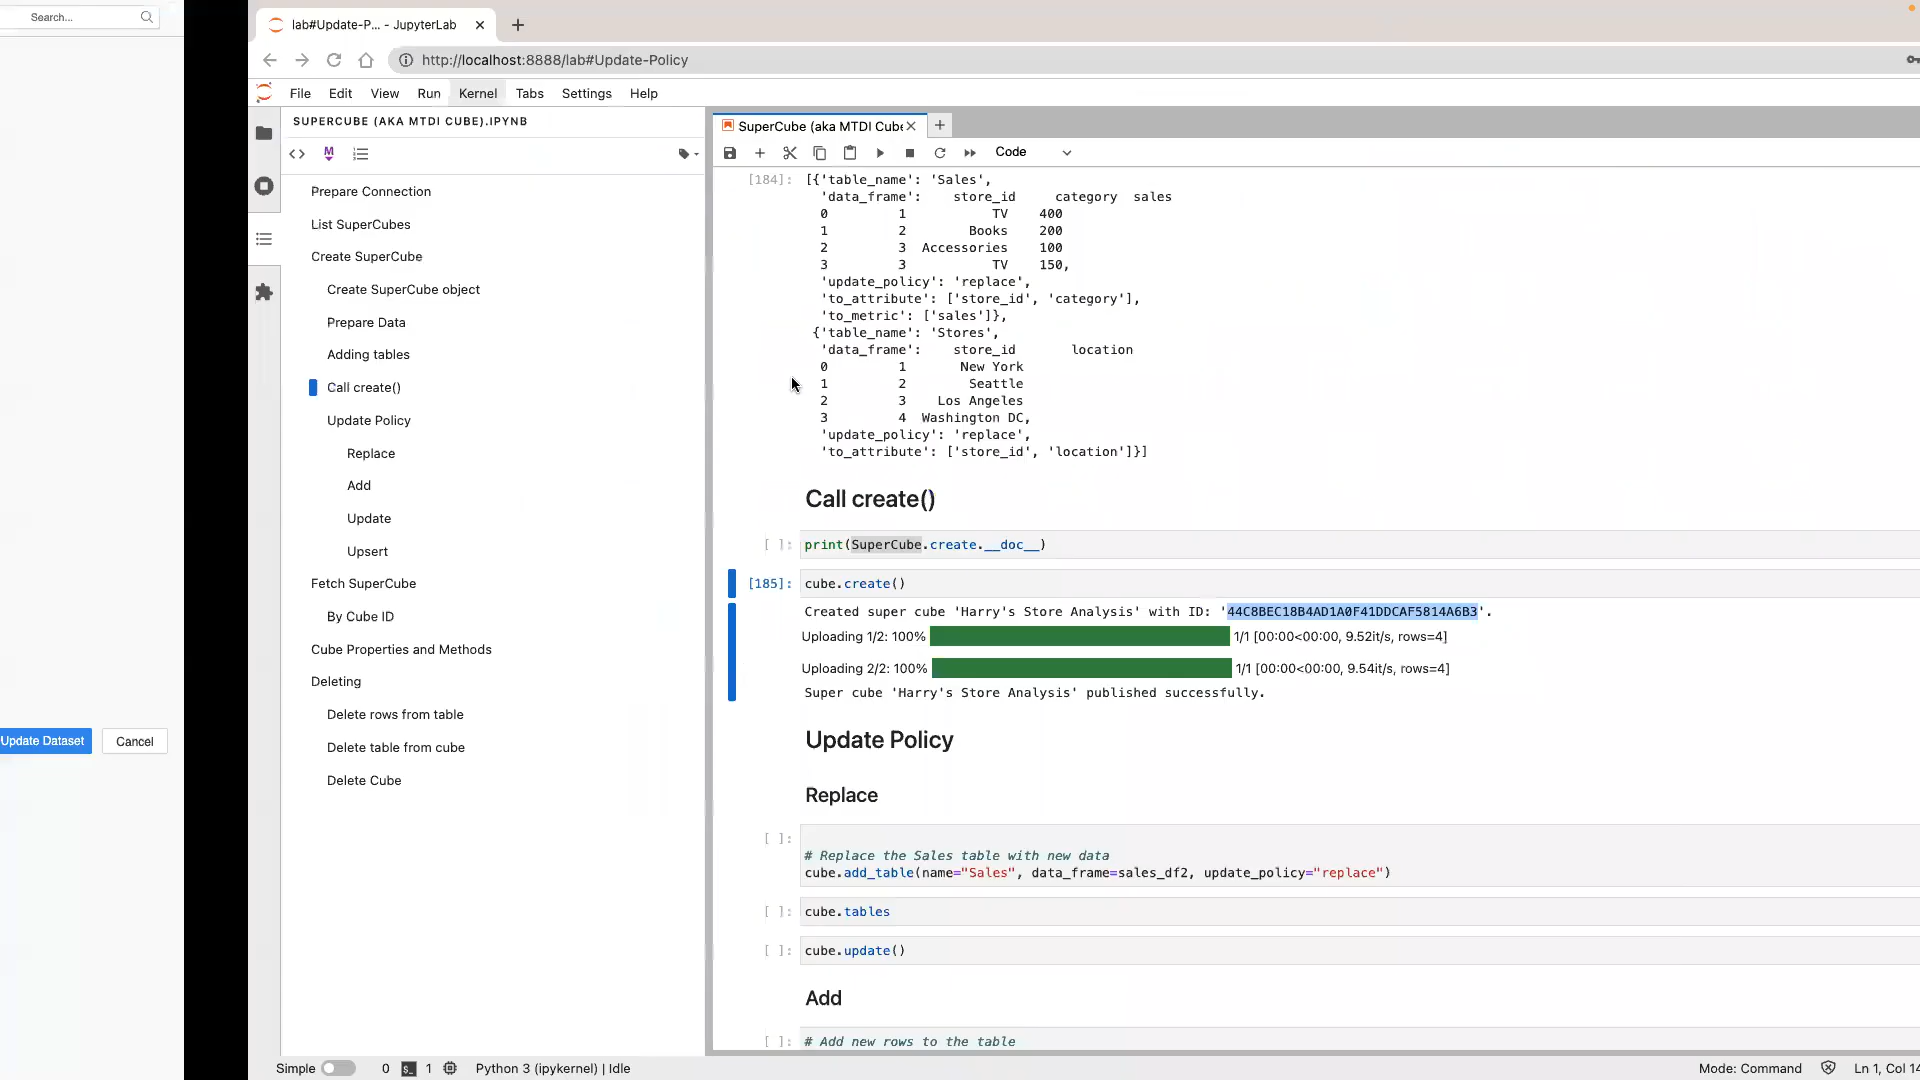 Search...
Update Dataset
Cancel
lab#Update-P... - JupyterLab
http://localhost:8888/lab#Update-Policy
File Edit View Run Kernel Tabs Settings Help
SUPERCUBE (AKA MTDI CUBE).IPYNB
Prepare Connection
List SuperCubes
Create SuperCube
Create SuperCube object
Prepare Data
Adding tables
Call create()
Update Policy
Replace
Add
Update
Upsert
Fetch SuperCube
By Cube ID
Cube Properties and Methods
Deleting
Delete rows from table
Delete table from cube
Delete Cube
SuperCube (aka MTDI Cube
Code
[184]: [{'table_name': 'Sales',
'data_frame':    store_id     category  sales
0         1           TV    400
1         2        Books    200
2         3  Accessories    100
3         3           TV    150,
'update_policy': 'replace',
'to_attribute': ['store_id', 'category'],
'to_metric': ['sales']},
{'table_name': 'Stores',
'data_frame':    store_id       location
0         1       New York
1         2        Seattle
2         3    Los Angeles
3         4  Washington DC,
'update_policy': 'replace',
'to_attribute': ['store_id', 'location']}]
Call create()
[ ]: print(SuperCube.create.__doc__)
[185]: cube.create()
Created super cube 'Harry's Store Analysis' with ID: '44C8BEC18B4AD1A0F41DDCAF5814A6B3'.
Uploading 1/2: 100% 1/1 [00:00<00:00, 9.52it/s, rows=4]
Uploading 2/2: 100% 1/1 [00:00<00:00, 9.54it/s, rows=4]
Super cube 'Harry's Store Analysis' published successfully.
Update Policy
Replace
[ ]:
# Replace the Sales table with new data
cube.add_table(name="Sales", data_frame=sales_df2, update_policy="replace")
[ ]: cube.tables
[ ]: cube.update()
Add
[ ]: # Add new rows to the table
Simple 0 1 Python 3 (ipykernel) | Idle
Mode: Command Ln 1, Col 14